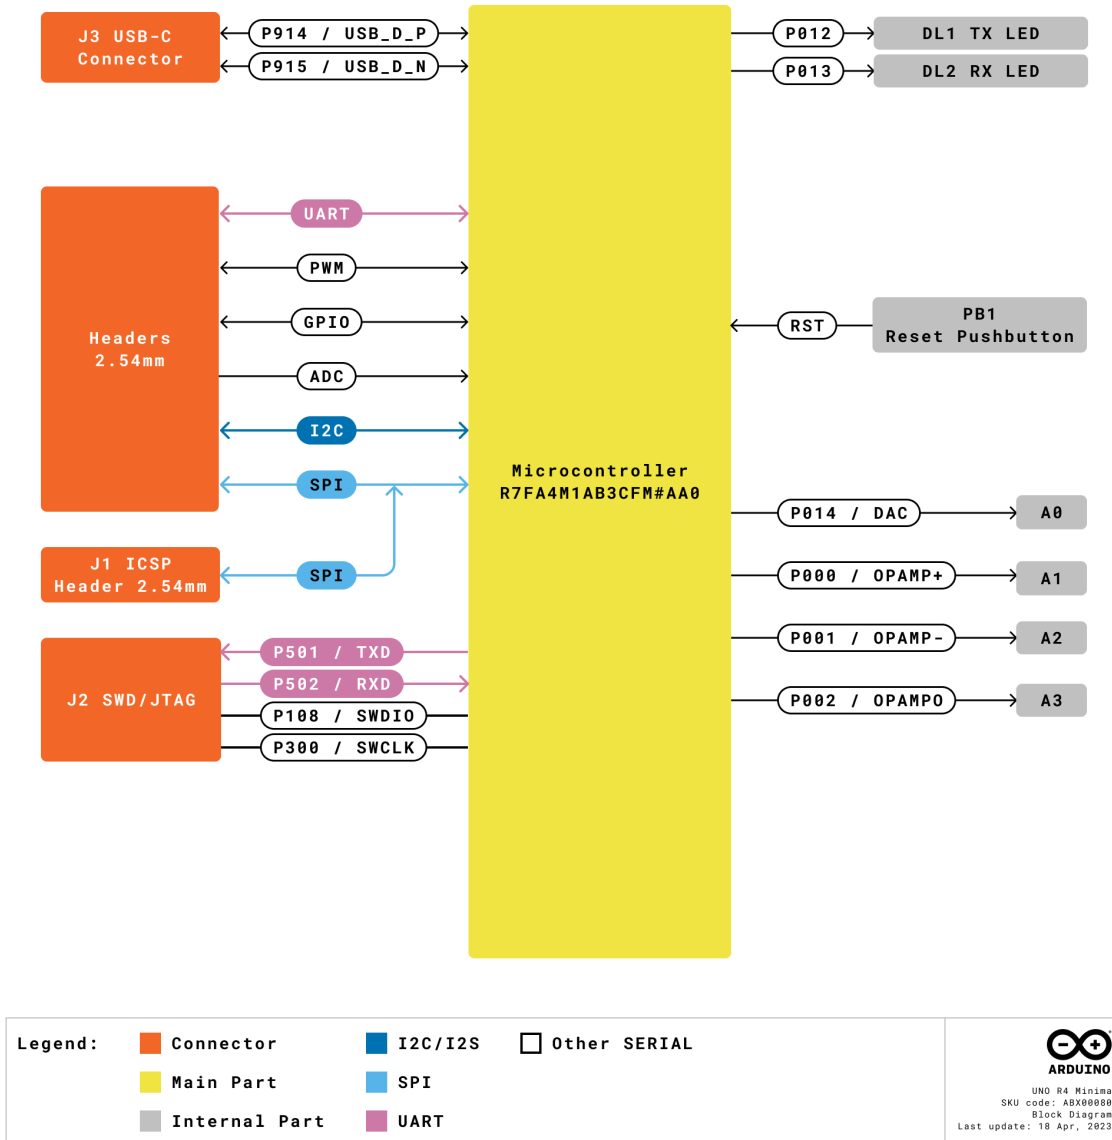 J3 USB-C
Connector
P914 / USB_D_P
P915 / USB_D_N
P012
DL1 TX LED
P013
DL2 RX LED
UART
PWM
GPIO
ADC
I2C
SPI
Headers
2.54mm
RST
PB1
Reset Pushbutton
Microcontroller
R7FA4M1AB3CFM#AA0
J1 ICSP
Header 2.54mm
SPI
P014 / DAC
A0
P000 / OPAMP+
A1
P001 / OPAMP-
A2
P002 / OPAMPO
A3
J2 SWD/JTAG
P501 / TXD
P502 / RXD
P108 / SWDIO
P300 / SWCLK
Legend:
Connector
Main Part
Internal Part
I2C/I2S
SPI
UART
Other SERIAL
ARDUINO
UNO R4 Minima
SKU code: ABX00080
Block Diagram
Last update: 18 Apr, 2023